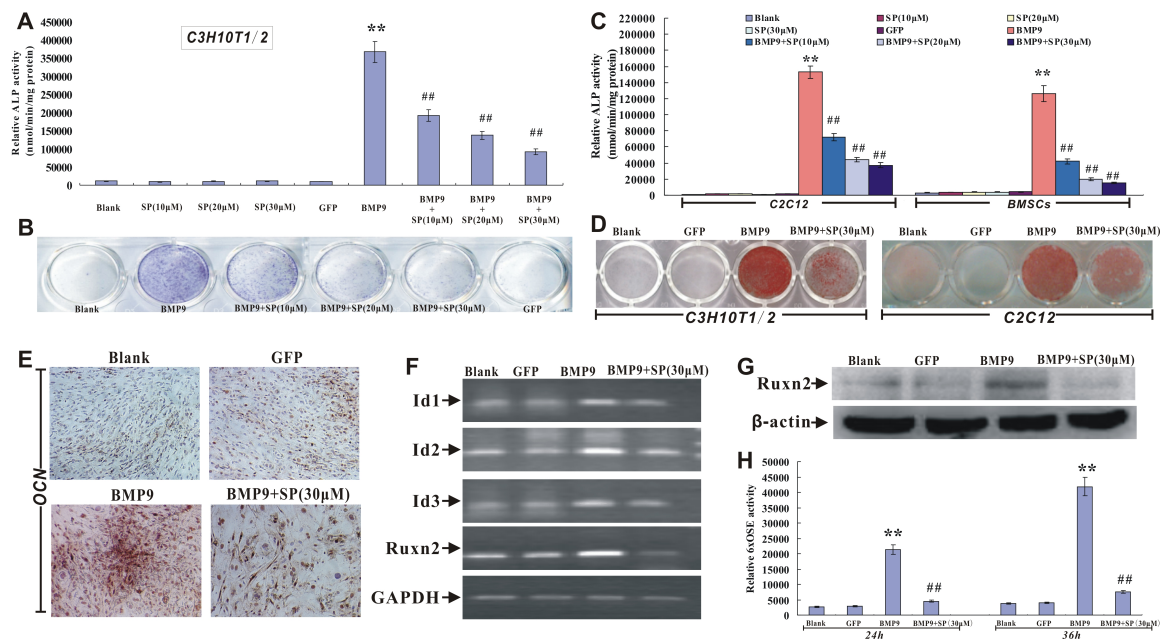 A
C3H10T1/2
Relative ALP activity
(nmol/min/mg protein)
450000
400000
350000
300000
250000
200000
150000
100000
50000
0
**
##
##
##
Blank SP(10μM) SP(20μM) SP(30μM) GFP BMP9 BMP9 + SP(10μM) BMP9 + SP(20μM) BMP9 + SP(30μM)
B
Blank BMP9 BMP9+SP(10μM) BMP9+SP(20μM) BMP9+SP(30μM) GFP
C
Relative ALP activity
(nmol/min/mg protein)
220000
200000
180000
160000
140000
120000
100000
80000
60000
40000
20000
0
Blank SP(10μM) SP(20μM)
SP(30μM) GFP BMP9
BMP9+SP(10μM) BMP9+SP(20μM) BMP9+SP(30μM)
** ## ## ##
** ## ## ##
C2C12 BMSCs
D
Blank GFP BMP9 BMP9+SP(30μM) Blank GFP BMP9 BMP9+SP(30μM)
C3H10T1/2 C2C12
E
Blank GFP
OCN
BMP9 BMP9+SP(30μM)
F
Blank GFP BMP9 BMP9+SP(30μM)
Id1
Id2
Id3
Ruxn2
GAPDH
G
Blank GFP BMP9 BMP9+SP(30μM)
Ruxn2
β-actin
H
Relative 6xOSE activity
50000
45000
40000
35000
30000
25000
20000
15000
10000
5000
0
** ## ** ##
Blank GFP BMP9 BMP9+SP(30μM) Blank GFP BMP9 BMP9+SP(30μM)
24h 36h